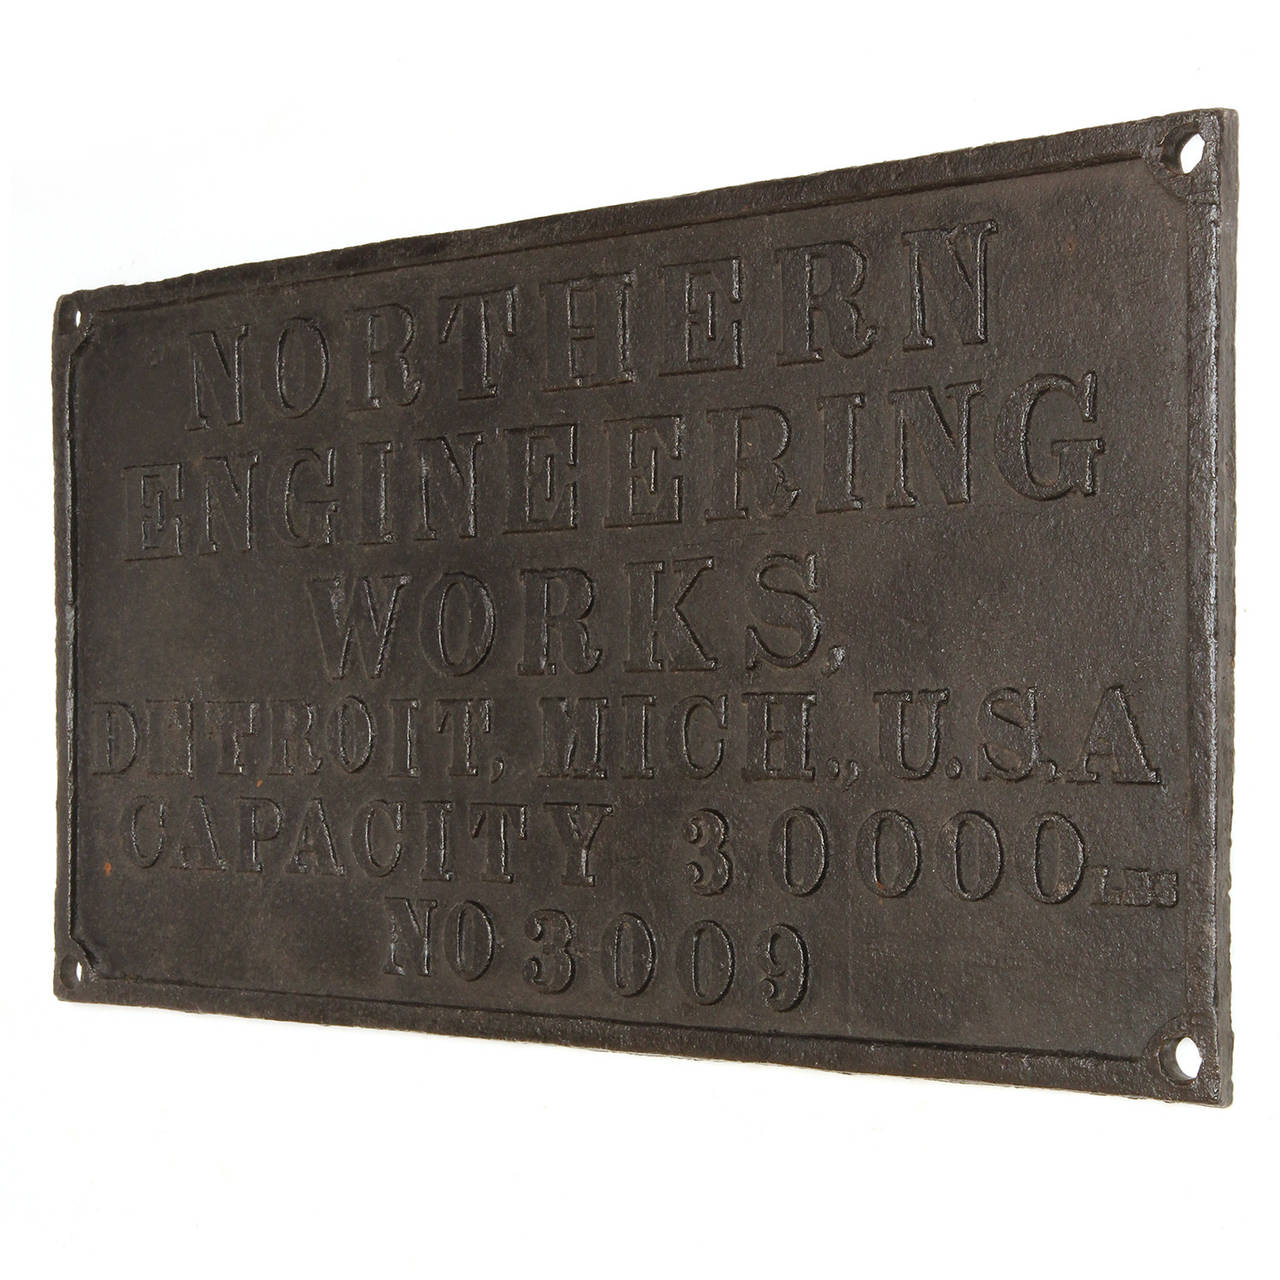 NORTHERN
ENGINEERING
WORKS,
DETROIT, MICH., U.S.A
CAPACITY 30000 LBS
NO 3009